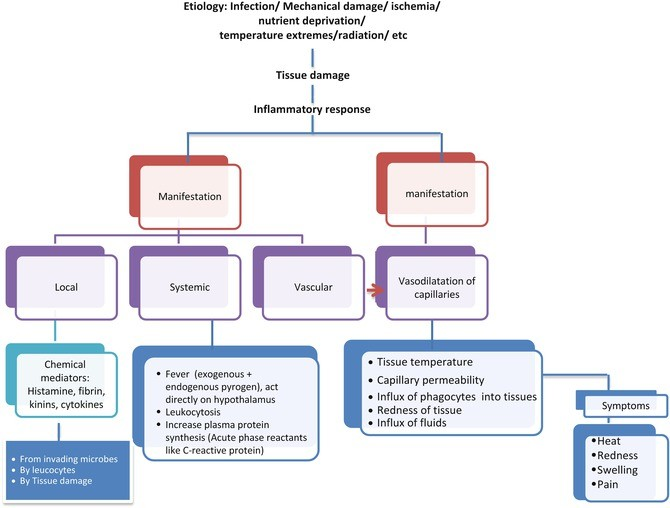 Etiology: Infection/ Mechanical damage/ ischemia/
nutrient deprivation/
temperature extremes/radiation/ etc
Tissue damage
Inflammatory response
Manifestation
manifestation
Local
Systemic
Vascular
Vasodilatation of
capillaries
Chemical
mediators:
Histamine, fibrin,
kinins, cytokines
• Fever (exogenous +
endogenous pyrogen), act
directly on hypothalamus
• Leukocytosis
• Increase plasma protein
synthesis (Acute phase reactants
like C-reactive protein)
• Tissue temperature
• Capillary permeability
• Influx of phagocytes into tissues
• Redness of tissue
• Influx of fluids
Symptoms
•Heat
•Redness
•Swelling
•Pain
• From invading microbes
• By leucocytes
• By Tissue damage